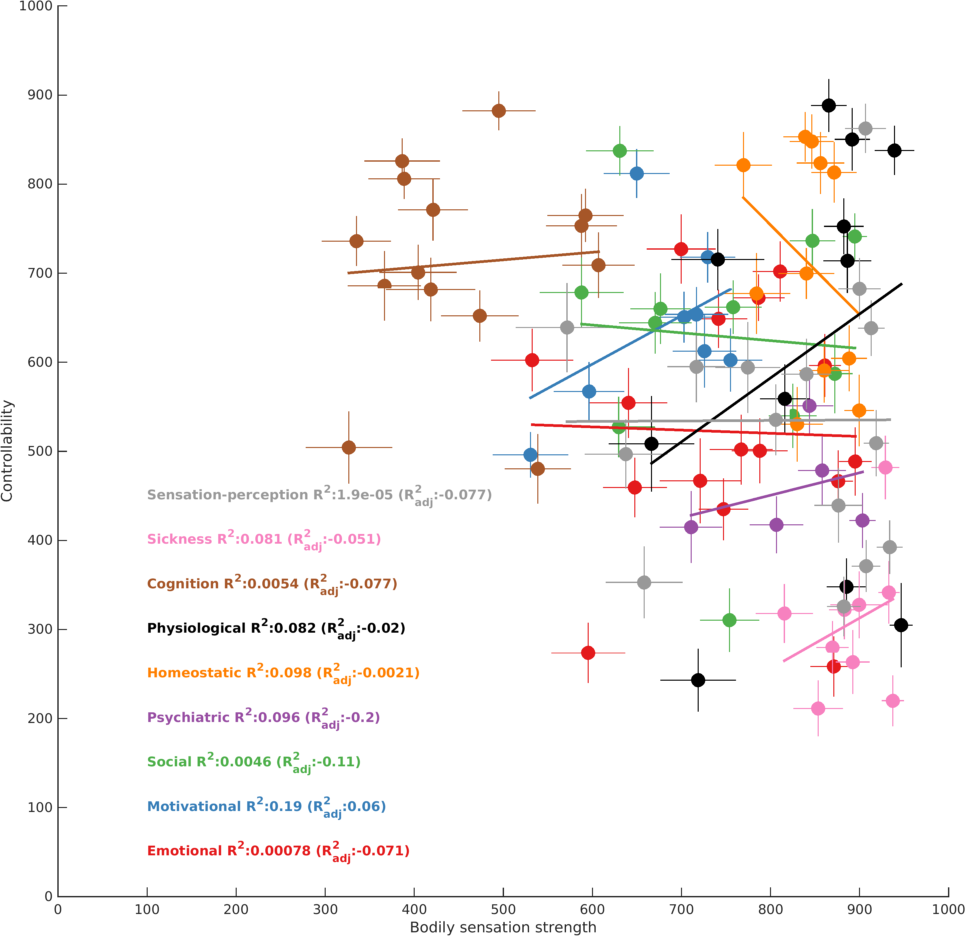 1000
900
800
700
600
500
400
300
200
100
0
Controllability
Sensation-perception R²:1.9e-05 (R²adj:-0.077)
Sickness R²:0.081 (R²adj:-0.051)
Cognition R²:0.0054 (R²adj:-0.077)
Physiological R²:0.082 (R²adj:-0.02)
Homeostatic R²:0.098 (R²adj:-0.0021)
Psychiatric R²:0.096 (R²adj:-0.2)
Social R²:0.0046 (R²adj:-0.11)
Motivational R²:0.19 (R²adj:0.06)
Emotional R²:0.00078 (R²adj:-0.071)
0 100 200 300 400 500 600 700 800 900 1000
Bodily sensation strength